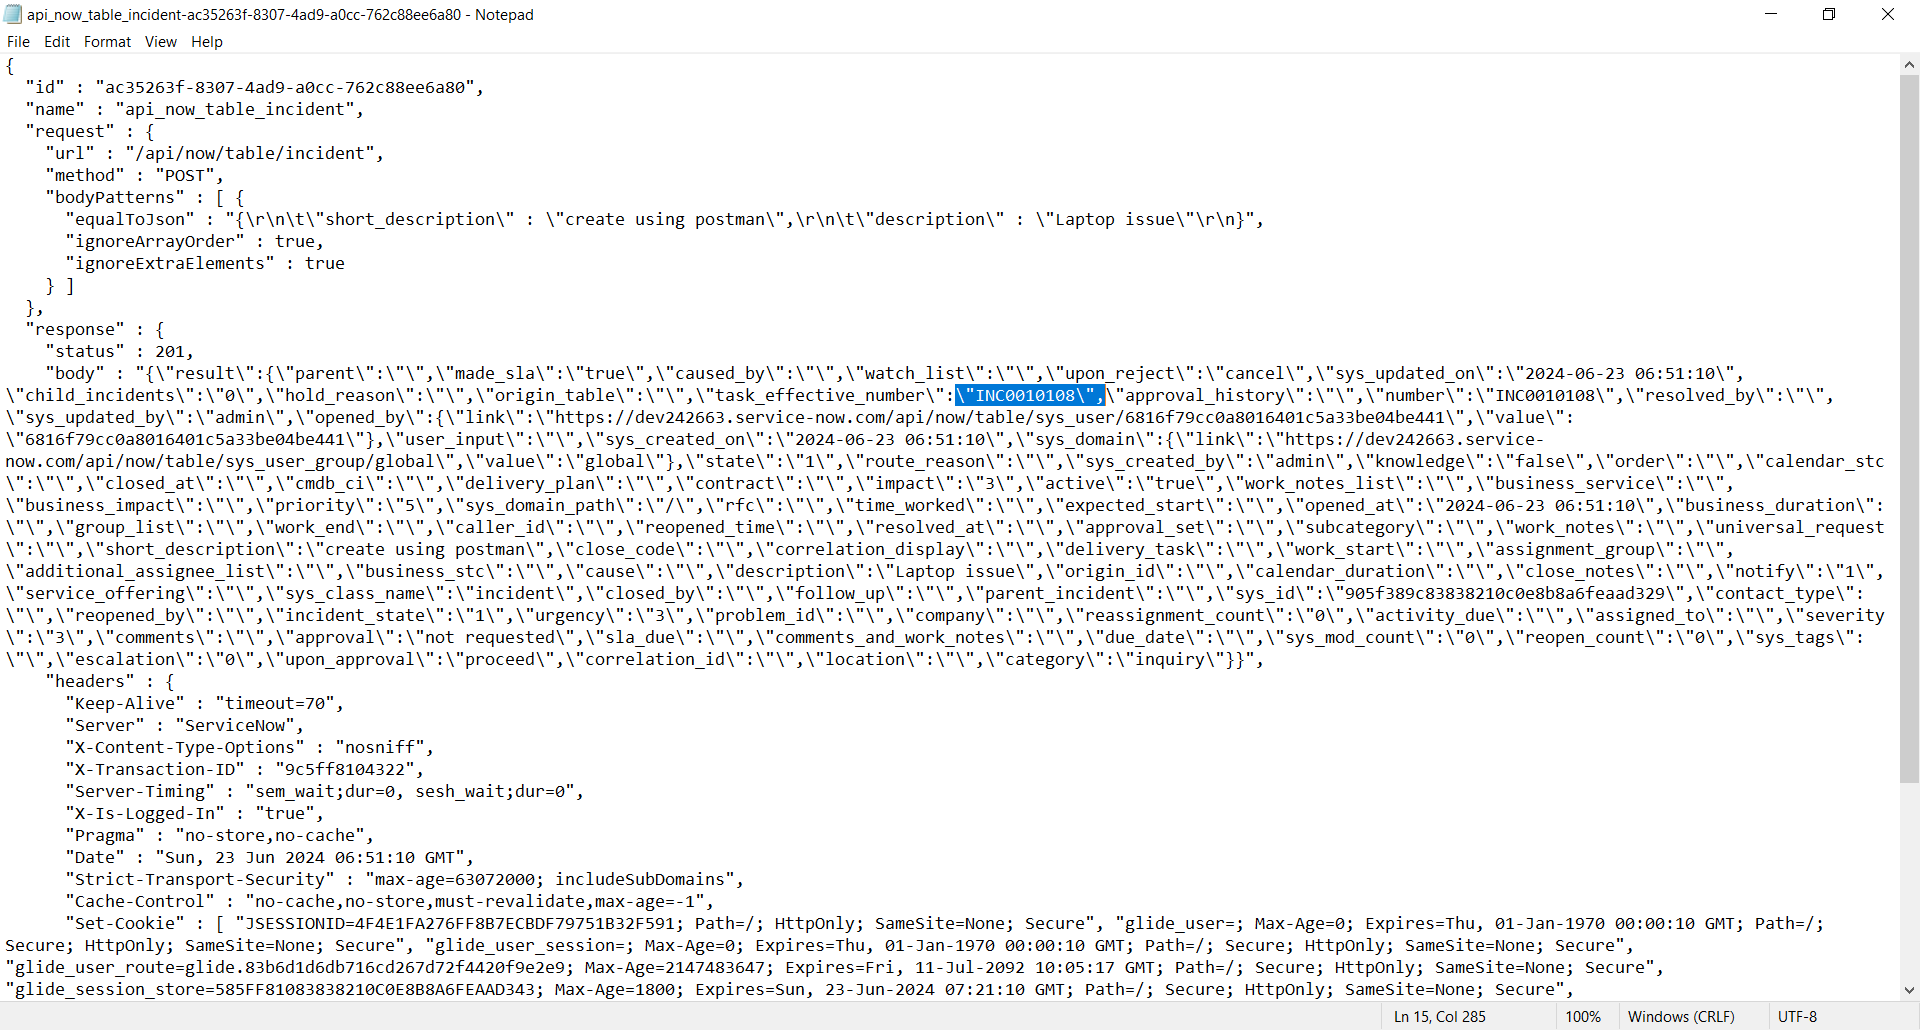 api_now_table_incident-ac35263f-8307-4ad9-a0cc-762c88ee6a80 - Notepad
File Edit Format View Help
{
  "id" : "ac35263f-8307-4ad9-a0cc-762c88ee6a80",
  "name" : "api_now_table_incident",
  "request" : {
    "url" : "/api/now/table/incident",
    "method" : "POST",
    "bodyPatterns" : [ {
      "equalToJson" : "{\r\n\t\"short_description\" : \"create using postman\",\r\n\t\"description\" : \"Laptop issue\"\r\n}",
      "ignoreArrayOrder" : true,
      "ignoreExtraElements" : true
    } ]
  },
  "response" : {
    "status" : 201,
    "body" : "{\"result\":{\"parent\":\"\",\"made_sla\":\"true\",\"caused_by\":\"\",\"watch_list\":\"\",\"upon_reject\":\"cancel\",\"sys_updated_on\":\"2024-06-23 06:51:10\",
\"child_incidents\":\"0\",\"hold_reason\":\"\",\"origin_table\":\"\",\"task_effective_number\":\"INC0010108\",\"approval_history\":\"\",\"number\":\"INC0010108\",\"resolved_by\":\"\",
\"sys_updated_by\":\"admin\",\"opened_by\":{\"link\":\"https://dev242663.service-now.com/api/now/table/sys_user/6816f79cc0a8016401c5a33be04be441\",\"value\":
\"6816f79cc0a8016401c5a33be04be441\"},\"user_input\":\"\",\"sys_created_on\":\"2024-06-23 06:51:10\",\"sys_domain\":{\"link\":\"https://dev242663.service-
now.com/api/now/table/sys_user_group/global\",\"value\":\"global\"},\"state\":\"1\",\"route_reason\":\"\",\"sys_created_by\":\"admin\",\"knowledge\":\"false\",\"order\":\"\",\"calendar_stc
\":\"\",\"closed_at\":\"\",\"cmdb_ci\":\"\",\"delivery_plan\":\"\",\"contract\":\"\",\"impact\":\"3\",\"active\":\"true\",\"work_notes_list\":\"\",\"business_service\":\"\",
\"business_impact\":\"\",\"priority\":\"5\",\"sys_domain_path\":\"/\",\"rfc\":\"\",\"time_worked\":\"\",\"expected_start\":\"\",\"opened_at\":\"2024-06-23 06:51:10\",\"business_duration\":
\"\",\"group_list\":\"\",\"work_end\":\"\",\"caller_id\":\"\",\"reopened_time\":\"\",\"resolved_at\":\"\",\"approval_set\":\"\",\"subcategory\":\"\",\"work_notes\":\"\",\"universal_request
\":\"\",\"short_description\":\"create using postman\",\"close_code\":\"\",\"correlation_display\":\"\",\"delivery_task\":\"\",\"work_start\":\"\",\"assignment_group\":\"\",
\"additional_assignee_list\":\"\",\"business_stc\":\"\",\"cause\":\"\",\"description\":\"Laptop issue\",\"origin_id\":\"\",\"calendar_duration\":\"\",\"close_notes\":\"\",\"notify\":\"1\",
\"service_offering\":\"\",\"sys_class_name\":\"incident\",\"closed_by\":\"\",\"follow_up\":\"\",\"parent_incident\":\"\",\"sys_id\":\"905f389c83838210c0e8b8a6feaad329\",\"contact_type\":
\"\",\"reopened_by\":\"\",\"incident_state\":\"1\",\"urgency\":\"3\",\"problem_id\":\"\",\"company\":\"\",\"reassignment_count\":\"0\",\"activity_due\":\"\",\"assigned_to\":\"\",\"severity
\":\"3\",\"comments\":\"\",\"approval\":\"not requested\",\"sla_due\":\"\",\"comments_and_work_notes\":\"\",\"due_date\":\"\",\"sys_mod_count\":\"0\",\"reopen_count\":\"0\",\"sys_tags\":
\"\",\"escalation\":\"0\",\"upon_approval\":\"proceed\",\"correlation_id\":\"\",\"location\":\"\",\"category\":\"inquiry\"}}",
    "headers" : {
      "Keep-Alive" : "timeout=70",
      "Server" : "ServiceNow",
      "X-Content-Type-Options" : "nosniff",
      "X-Transaction-ID" : "9c5ff8104322",
      "Server-Timing" : "sem_wait;dur=0, sesh_wait;dur=0",
      "X-Is-Logged-In" : "true",
      "Pragma" : "no-store,no-cache",
      "Date" : "Sun, 23 Jun 2024 06:51:10 GMT",
      "Strict-Transport-Security" : "max-age=63072000; includeSubDomains",
      "Cache-Control" : "no-cache,no-store,must-revalidate,max-age=-1",
      "Set-Cookie" : [ "JSESSIONID=4F4E1FA276FF8B7ECBDF79751B32F591; Path=/; HttpOnly; SameSite=None; Secure", "glide_user=; Max-Age=0; Expires=Thu, 01-Jan-1970 00:00:10 GMT; Path=/;
Secure; HttpOnly; SameSite=None; Secure", "glide_user_session=; Max-Age=0; Expires=Thu, 01-Jan-1970 00:00:10 GMT; Path=/; Secure; HttpOnly; SameSite=None; Secure",
"glide_user_route=glide.83b6d1d6db716cd267d72f4420f9e2e9; Max-Age=2147483647; Expires=Fri, 11-Jul-2092 10:05:17 GMT; Path=/; Secure; HttpOnly; SameSite=None; Secure",
"glide_session_store=585FF81083838210C0E8B8A6FEAAD343; Max-Age=1800; Expires=Sun, 23-Jun-2024 07:21:10 GMT; Path=/; Secure; HttpOnly; SameSite=None; Secure",
Ln 15, Col 285 100% Windows (CRLF) UTF-8